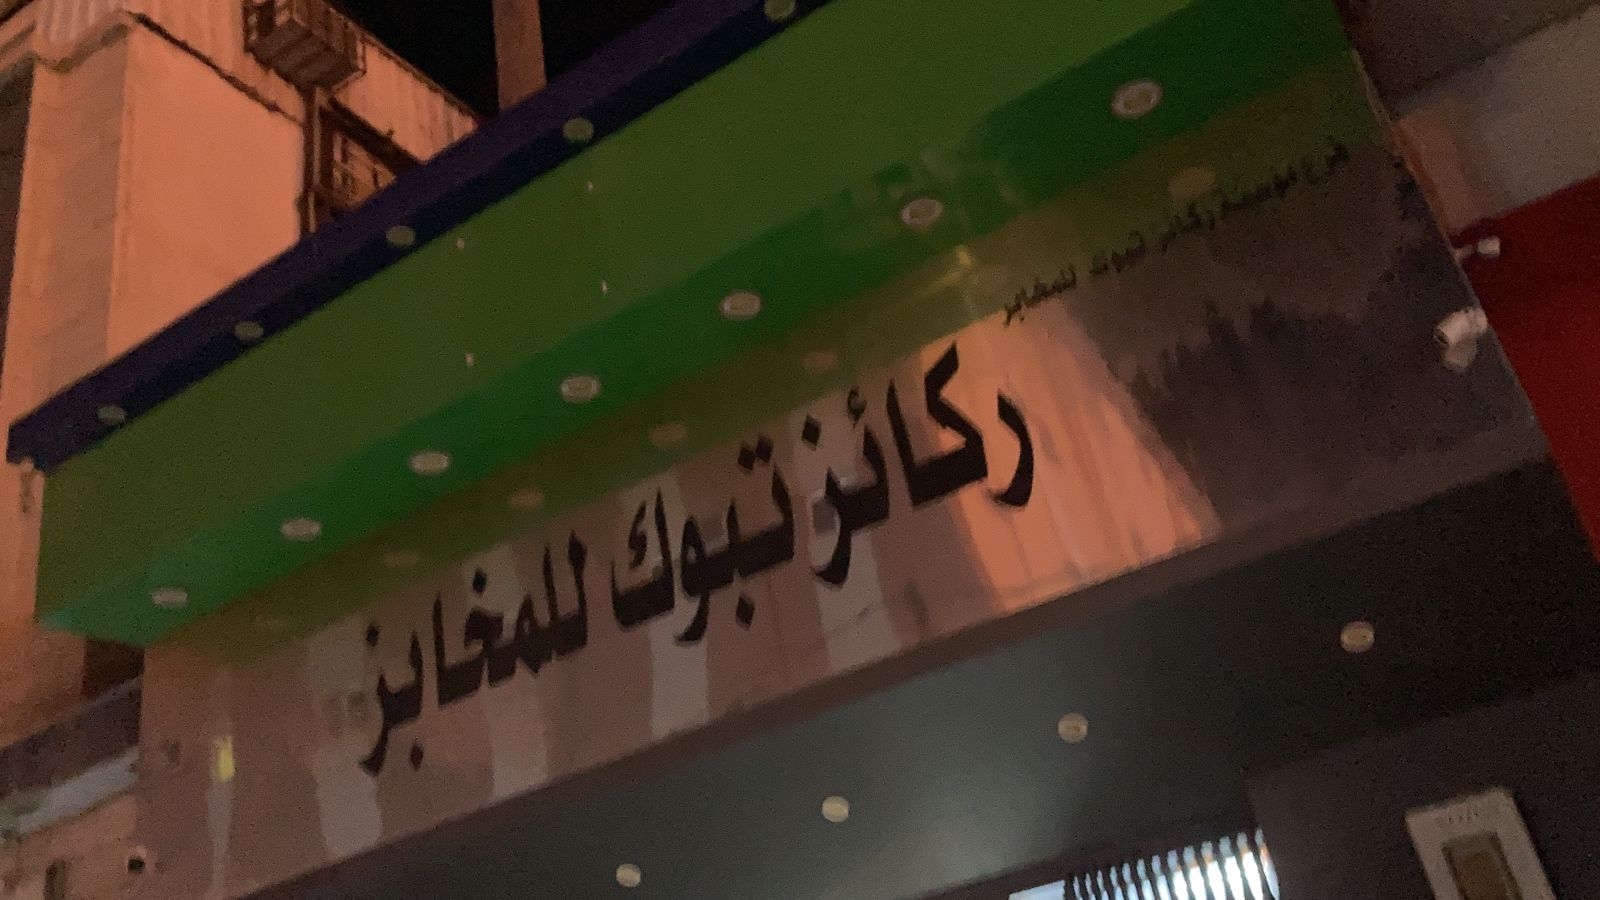 فرع مؤسسة ركائز تبوك للمخابز
ركائز تبوك للمخابز